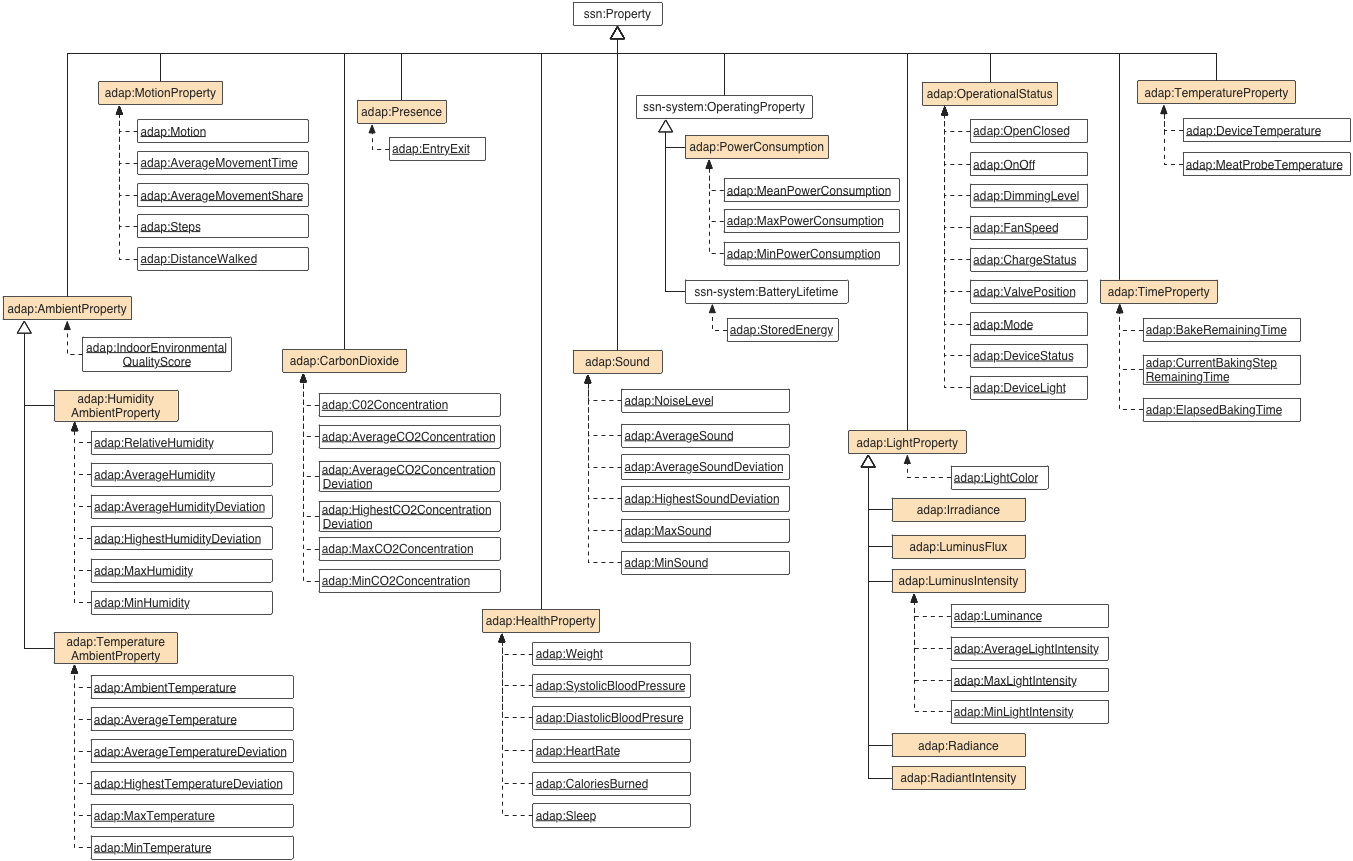 ssn:Property
adap:MotionProperty
adap:Motion
adap:AverageMovementTime
adap:AverageMovementShare
adap:Steps
adap:DistanceWalked
adap:AmbientProperty
adap:IndoorEnvironmental
QualityScore
adap:Humidity
AmbientProperty
adap:RelativeHumidity
adap:AverageHumidity
adap:AverageHumidityDeviation
adap:HighestHumidityDeviation
adap:MaxHumidity
adap:MinHumidity
adap:Temperature
AmbientProperty
adap:AmbientTemperature
adap:AverageTemperature
adap:AverageTemperatureDeviation
adap:HighestTemperatureDeviation
adap:MaxTemperature
adap:MinTemperature
adap:Presence
adap:EntryExit
adap:CarbonDioxide
adap:C02Concentration
adap:AverageCO2Concentration
adap:AverageCO2Concentration
Deviation
adap:HighestCO2Concentration
Deviation
adap:MaxCO2Concentration
adap:MinCO2Concentration
adap:HealthProperty
adap:Weight
adap:SystolicBloodPressure
adap:DiastolicBloodPresure
adap:HeartRate
adap:CaloriesBurned
adap:Sleep
adap:Sound
adap:NoiseLevel
adap:AverageSound
adap:AverageSoundDeviation
adap:HighestSoundDeviation
adap:MaxSound
adap:MinSound
ssn-system:OperatingProperty
adap:PowerConsumption
adap:MeanPowerConsumption
adap:MaxPowerConsumption
adap:MinPowerConsumption
ssn-system:BatteryLifetime
adap:StoredEnergy
adap:LightProperty
adap:LightColor
adap:Irradiance
adap:LuminusFlux
adap:LuminusIntensity
adap:Luminance
adap:AverageLightIntensity
adap:MaxLightIntensity
adap:MinLightIntensity
adap:Radiance
adap:RadiantIntensity
adap:OperationalStatus
adap:OpenClosed
adap:OnOff
adap:DimmingLevel
adap:FanSpeed
adap:ChargeStatus
adap:ValvePosition
adap:Mode
adap:DeviceStatus
adap:DeviceLight
adap:TimeProperty
adap:BakeRemainingTime
adap:CurrentBakingStep
RemainingTime
adap:ElapsedBakingTime
adap:TemperatureProperty
adap:DeviceTemperature
adap:MeatProbeTemperature